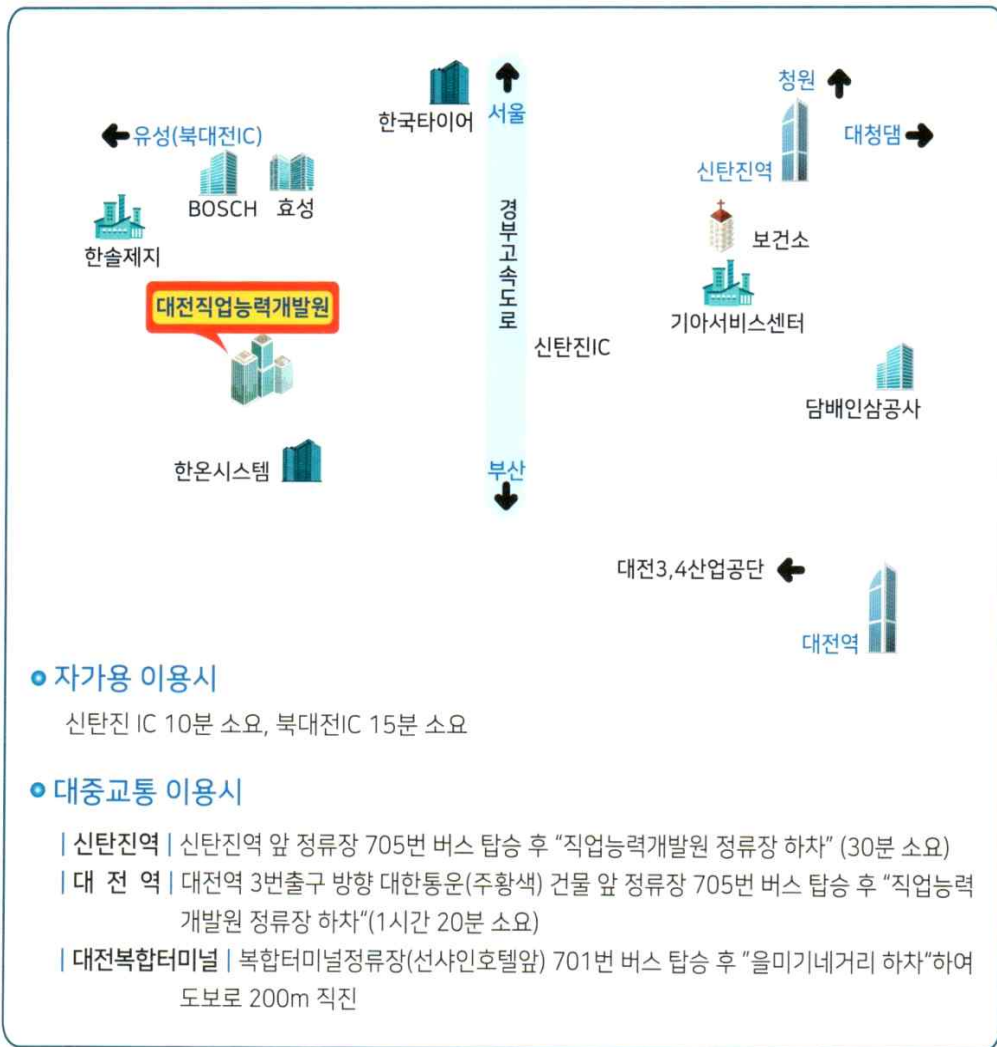 청원
한국타이어
서울
유성(북대전IC)
대청댐
신탄진역
BOSCH 효성
경부고속도로
보건소
한솔제지
대전직업능력개발원
기아서비스센터
신탄진IC
담배인삼공사
한온시스템
부산
대전3,4산업공단
대전역
자가용 이용시
신탄진 IC 10분 소요, 북대전IC 15분 소요
대중교통 이용시
| 신탄진역 | 신탄진역 앞 정류장 705번 버스 탑승 후 “직업능력개발원 정류장 하차” (30분 소요)
| 대 전 역 | 대전역 3번출구 방향 대한통운(주황색) 건물 앞 정류장 705번 버스 탑승 후 “직업능력
개발원 정류장 하차“(1시간 20분 소요)
| 대전복합터미널 | 복합터미널정류장(선샤인호텔앞) 701번 버스 탑승 후 ”을미기네거리 하차“하여
도보로 200m 직진